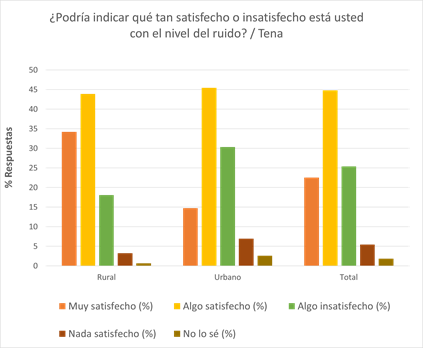 ¿Podría indicar qué tan satisfecho o insatisfecho está usted
con el nivel del ruido? / Tena
% Respuestas
50
45
40
35
30
25
20
15
10
5
0
Rural Urbano Total
Muy satisfecho (%) Algo satisfecho (%) Algo insatisfecho (%)
Nada satisfecho (%) No lo sé (%)